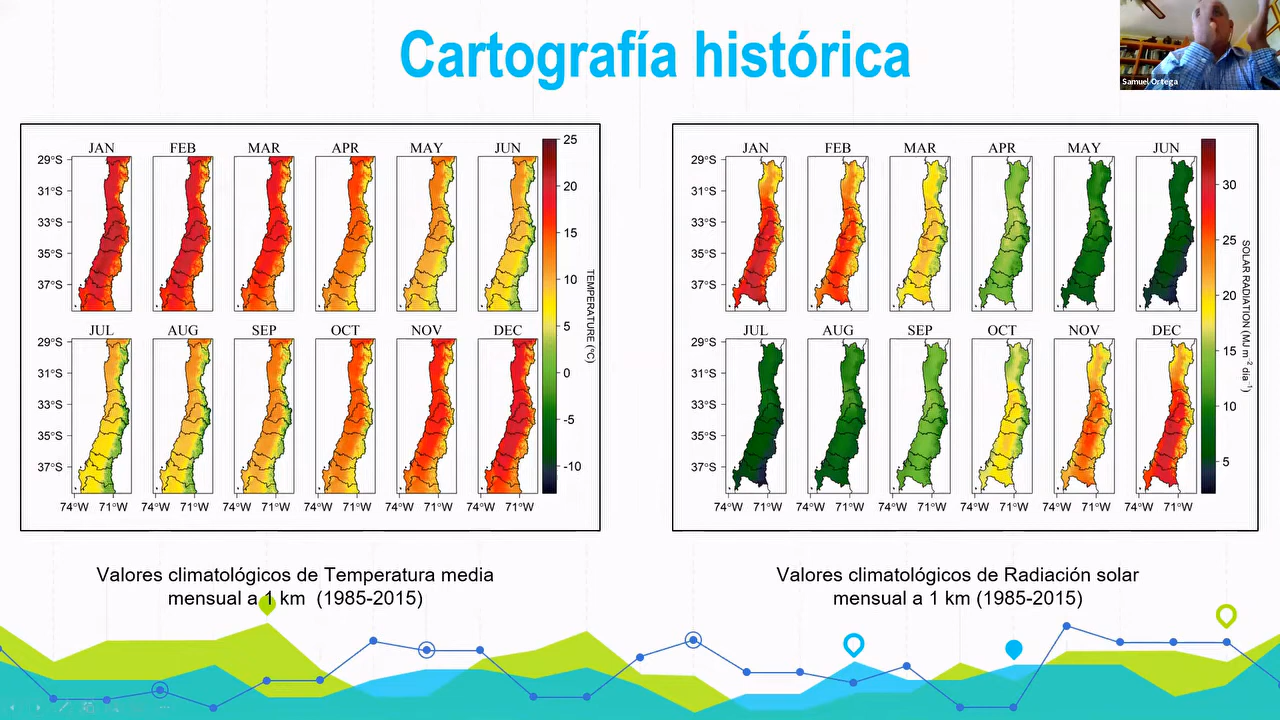 Cartografía histórica
Samuel Ortega
JAN FEB MAR APR MAY JUN
29°S
31°S
33°S
35°S
37°S
JUL AUG SEP OCT NOV DEC
29°S
31°S
33°S
35°S
37°S
74°W 71°W 74°W 71°W 74°W 71°W 74°W 71°W 74°W 71°W 74°W 71°W
25
20
15
10
5
0
-5
-10
TEMPERATURE (°C)
JAN FEB MAR APR MAY JUN
29°S
31°S
33°S
35°S
37°S
JUL AUG SEP OCT NOV DEC
29°S
31°S
33°S
35°S
37°S
74°W 71°W 74°W 71°W 74°W 71°W 74°W 71°W 74°W 71°W 74°W 71°W
30
25
20
15
10
5
SOLAR RADIATION (MJ m⁻² dia⁻¹)
Valores climatológicos de Temperatura media
mensual a 1 km (1985-2015)
Valores climatológicos de Radiación solar
mensual a 1 km (1985-2015)